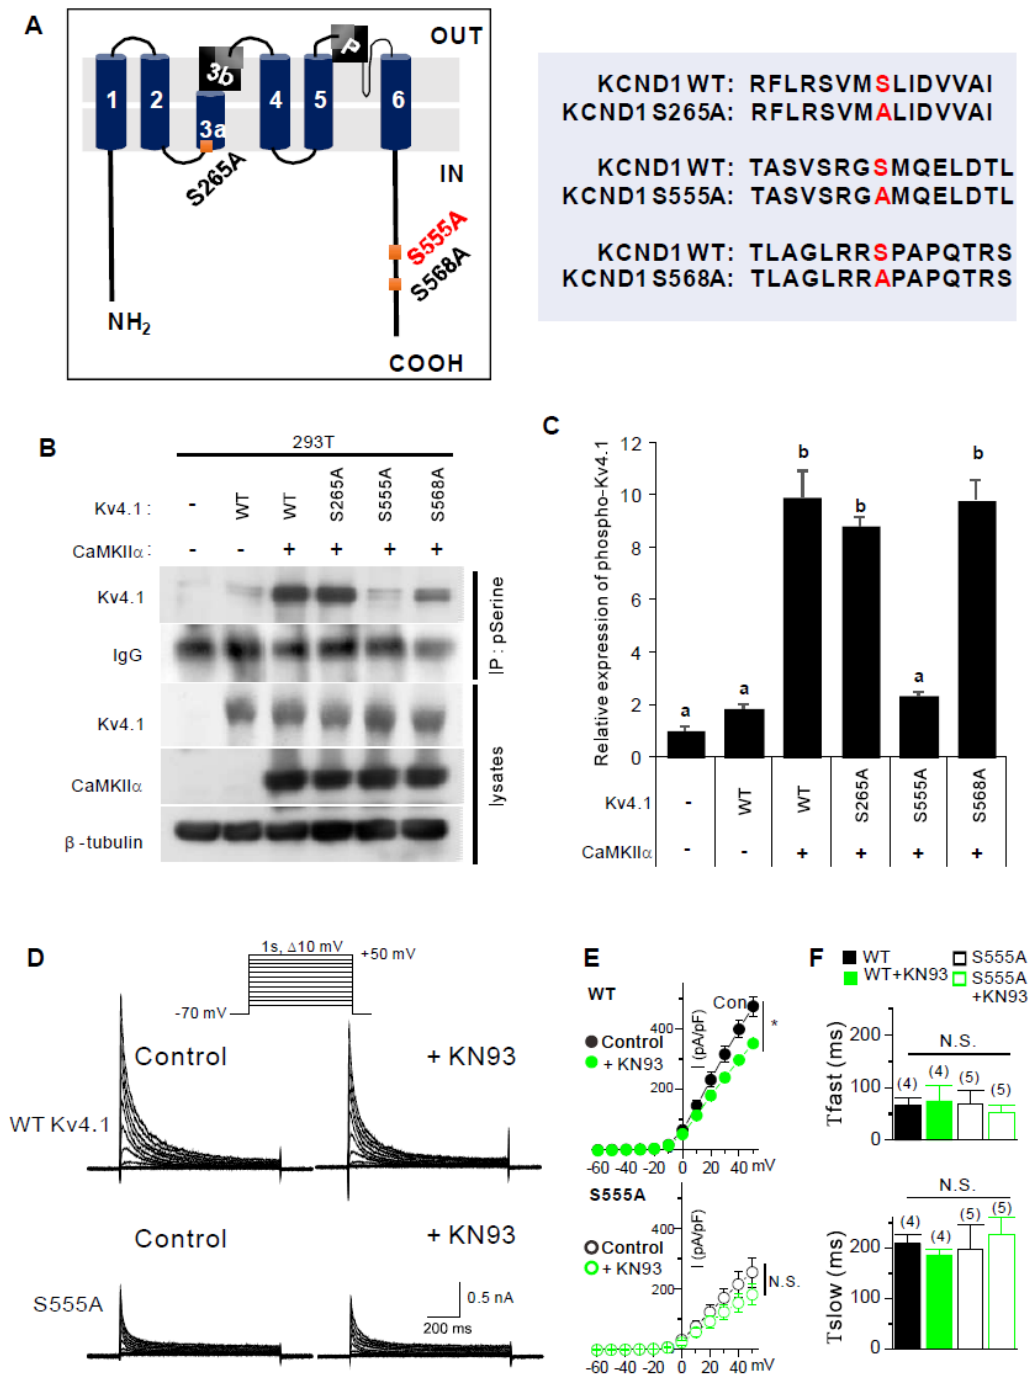 A
OUT
3b
P
1
2
3a
4
5
6
S265A
IN
S555A
S568A
NH2
COOH
KCND1 WT: RFLRSVMSLIDVVAI
KCND1 S265A: RFLRSVMALIDVVAI
KCND1 WT: TASVSRGSMQELDTL
KCND1 S555A: TASVSRGAMQELDTL
KCND1 WT: TLAGLRRSPAPQTRS
KCND1 S568A: TLAGLRRAPAPQTRS
B
293T
Kv4.1 : - WT WT S265A S555A S568A
CaMKIIα: - - + + + +
Kv4.1
IgG
IP : pSerine
Kv4.1
CaMKIIα
β-tubulin
lysates
C
Relative expression of phospho-Kv4.1
12
10
8
6
4
2
0
a a b b a b
Kv4.1 - WT WT S265A S555A S568A
CaMKIIα - - + + + +
D
1s, Δ10 mV
+50 mV
-70 mV
Control + KN93
WT Kv4.1
Control + KN93
S555A
0.5 nA
200 ms
E
WT
Con
*
Control
+ KN93
I (pA/pF)
400
200
-60 -40 -20 0 20 40 mV
S555A
Control
+ KN93
I (pA/pF)
400
200
N.S.
-60 -40 -20 0 20 40 mV
F
WT S555A
WT+KN93 S555A +KN93
N.S.
(4) (4) (5) (5)
Tfast (ms)
200
100
0
N.S.
(4) (4) (5) (5)
Tslow (ms)
200
100
0